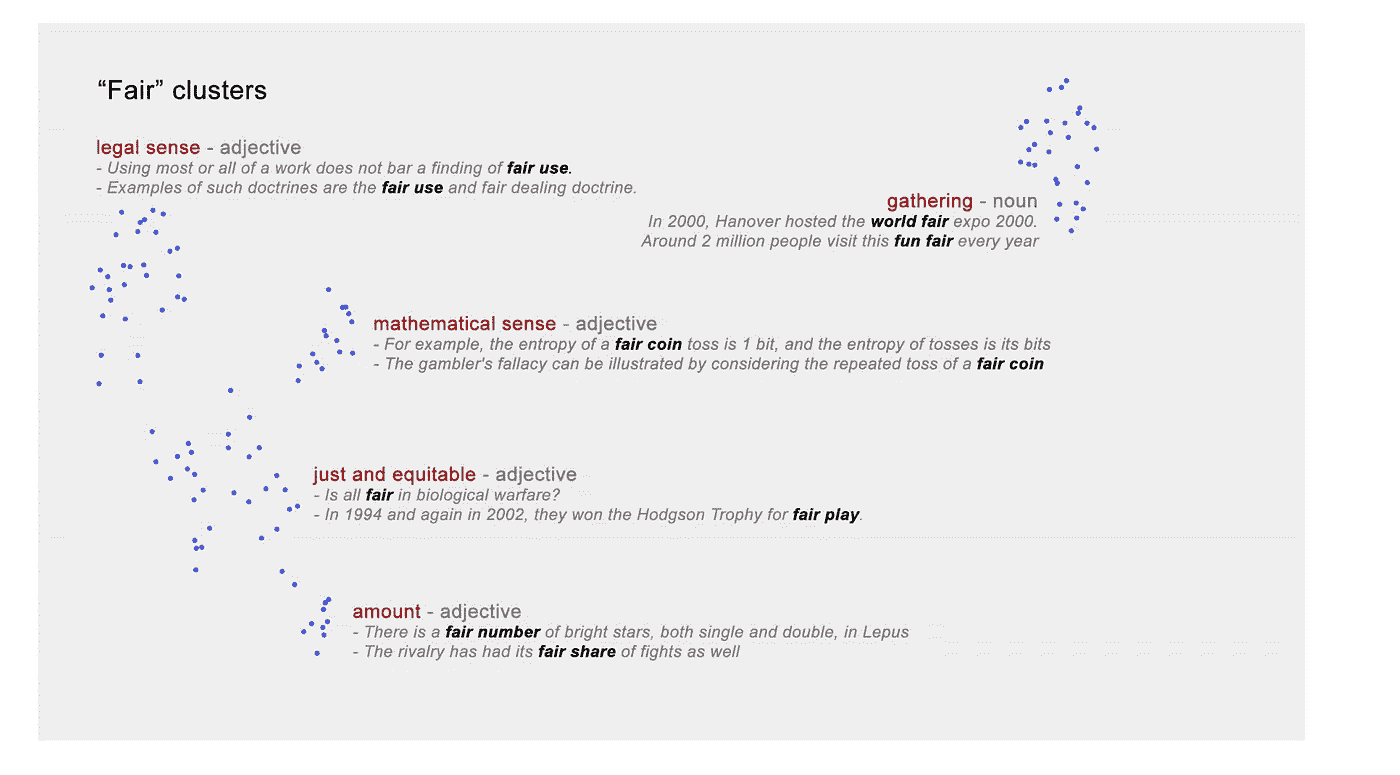 “Fair” clusters
legal sense - adjective
- Using most or all of a work does not bar a finding of fair use.
- Examples of such doctrines are the fair use and fair dealing doctrine.
gathering - noun
In 2000, Hanover hosted the world fair expo 2000.
Around 2 million people visit this fun fair every year
mathematical sense - adjective
- For example, the entropy of a fair coin toss is 1 bit, and the entropy of tosses is its bits
- The gambler's fallacy can be illustrated by considering the repeated toss of a fair coin
just and equitable - adjective
- Is all fair in biological warfare?
- In 1994 and again in 2002, they won the Hodgson Trophy for fair play.
amount - adjective
- There is a fair number of bright stars, both single and double, in Lepus
- The rivalry has had its fair share of fights as well